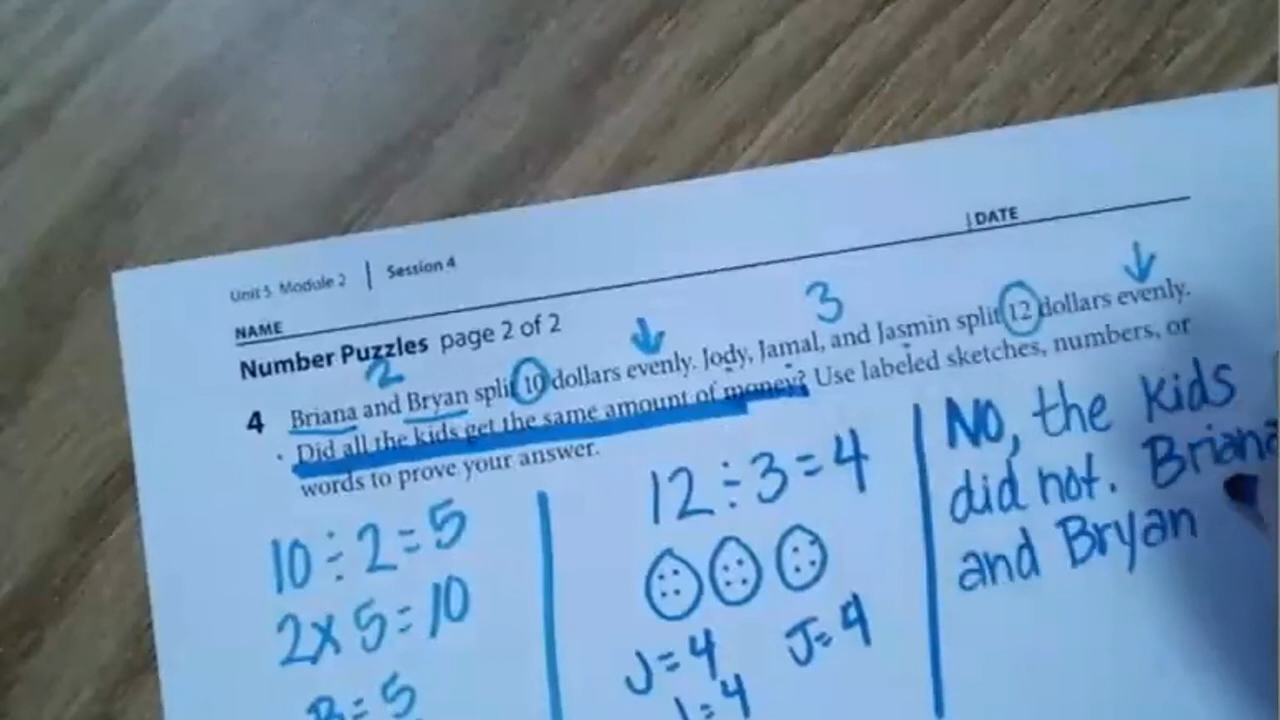 Unit 5 Module 2 | Session 4
NAME | DATE
Number Puzzles page 2 of 2
2 3
4 Briana and Bryan split 10 dollars evenly. Jody, Jamal, and Jasmin split 12 dollars evenly.
Did all the kids get the same amount of money? Use labeled sketches, numbers, or
words to prove your answer.
10 ÷ 2 = 5
2 x 5 = 10
B = 5
12 ÷ 3 = 4
J = 4 J = 4
J = 4
No, the kids
did not. Briana
and Bryan